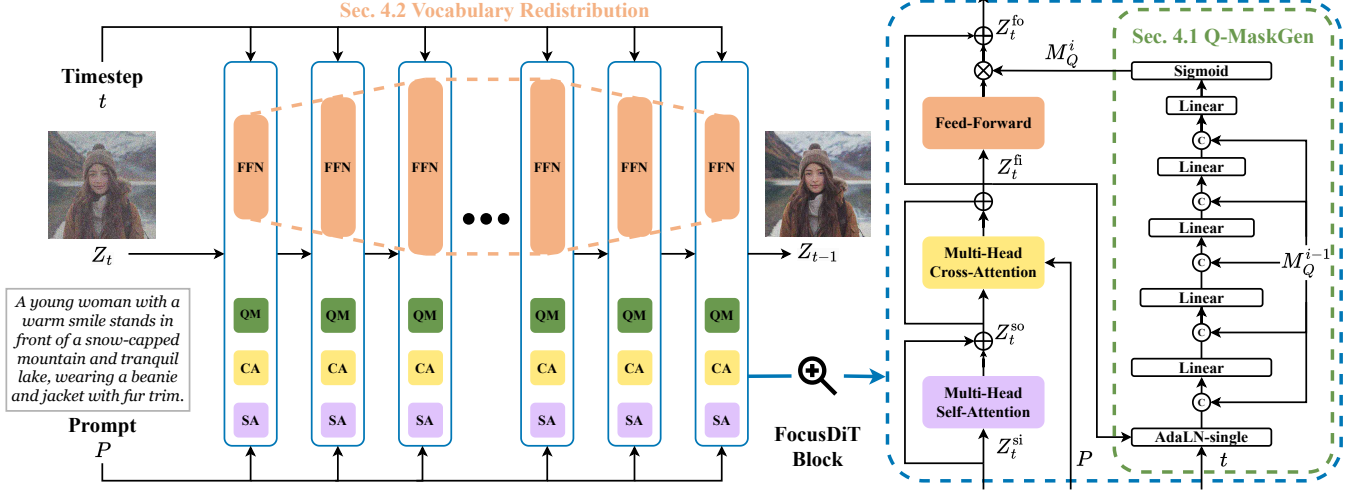 Sec. 4.2 Vocabulary Redistribution
Timestep
t
FFN FFN FFN FFN FFN FFN
Z_t
Z_{t-1}
QM QM QM QM QM QM
CA CA CA CA CA CA
SA SA SA SA SA SA
A young woman with a
warm smile stands in
front of a snow-capped
mountain and tranquil
lake, wearing a beanie
and jacket with fur trim.
Prompt
P
FocusDiT
Block
Z_t^{fo}
Feed-Forward
Z_t^{fi}
Multi-Head
Cross-Attention
Z_t^{so}
Multi-Head
Self-Attention
Z_t^{si}
P
Sec. 4.1 Q-MaskGen
M_Q^i
Sigmoid
Linear
C
Linear
C
Linear
C
M_Q^{i-1}
Linear
C
Linear
C
AdaLN-single
t